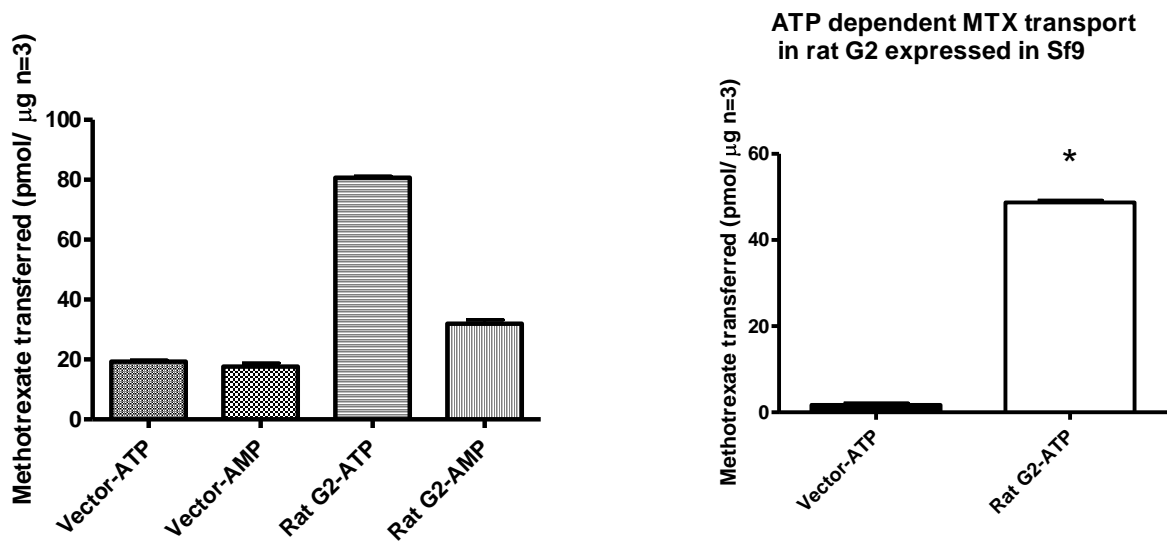 Methotrexate transferred (pmol/ μg n=3)
100
80
60
40
20
0
Vector-ATP
Vector-AMP
Rat G2-ATP
Rat G2-AMP
ATP dependent MTX transport
in rat G2 expressed in Sf9
Methotrexate transferred (pmol/ μg n=3)
60
40
20
0
*
Vector-ATP
Rat G2-ATP